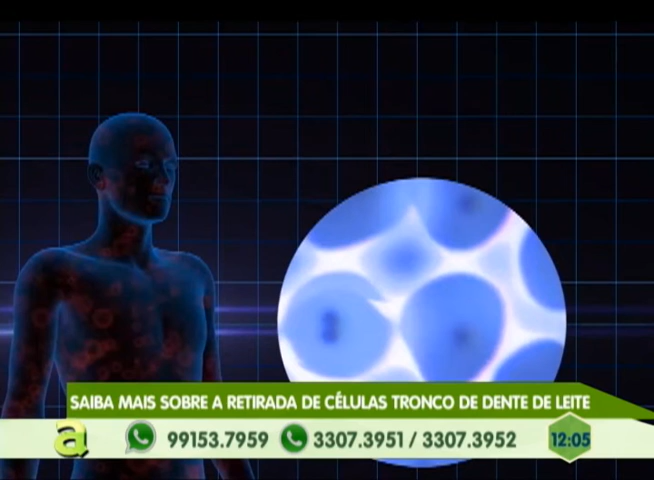 SAIBA MAIS SOBRE A RETIRADA DE CÉLULAS TRONCO DE DENTE DE LEITE
a 99153.7959 3307.3951 / 3307.3952 12:05